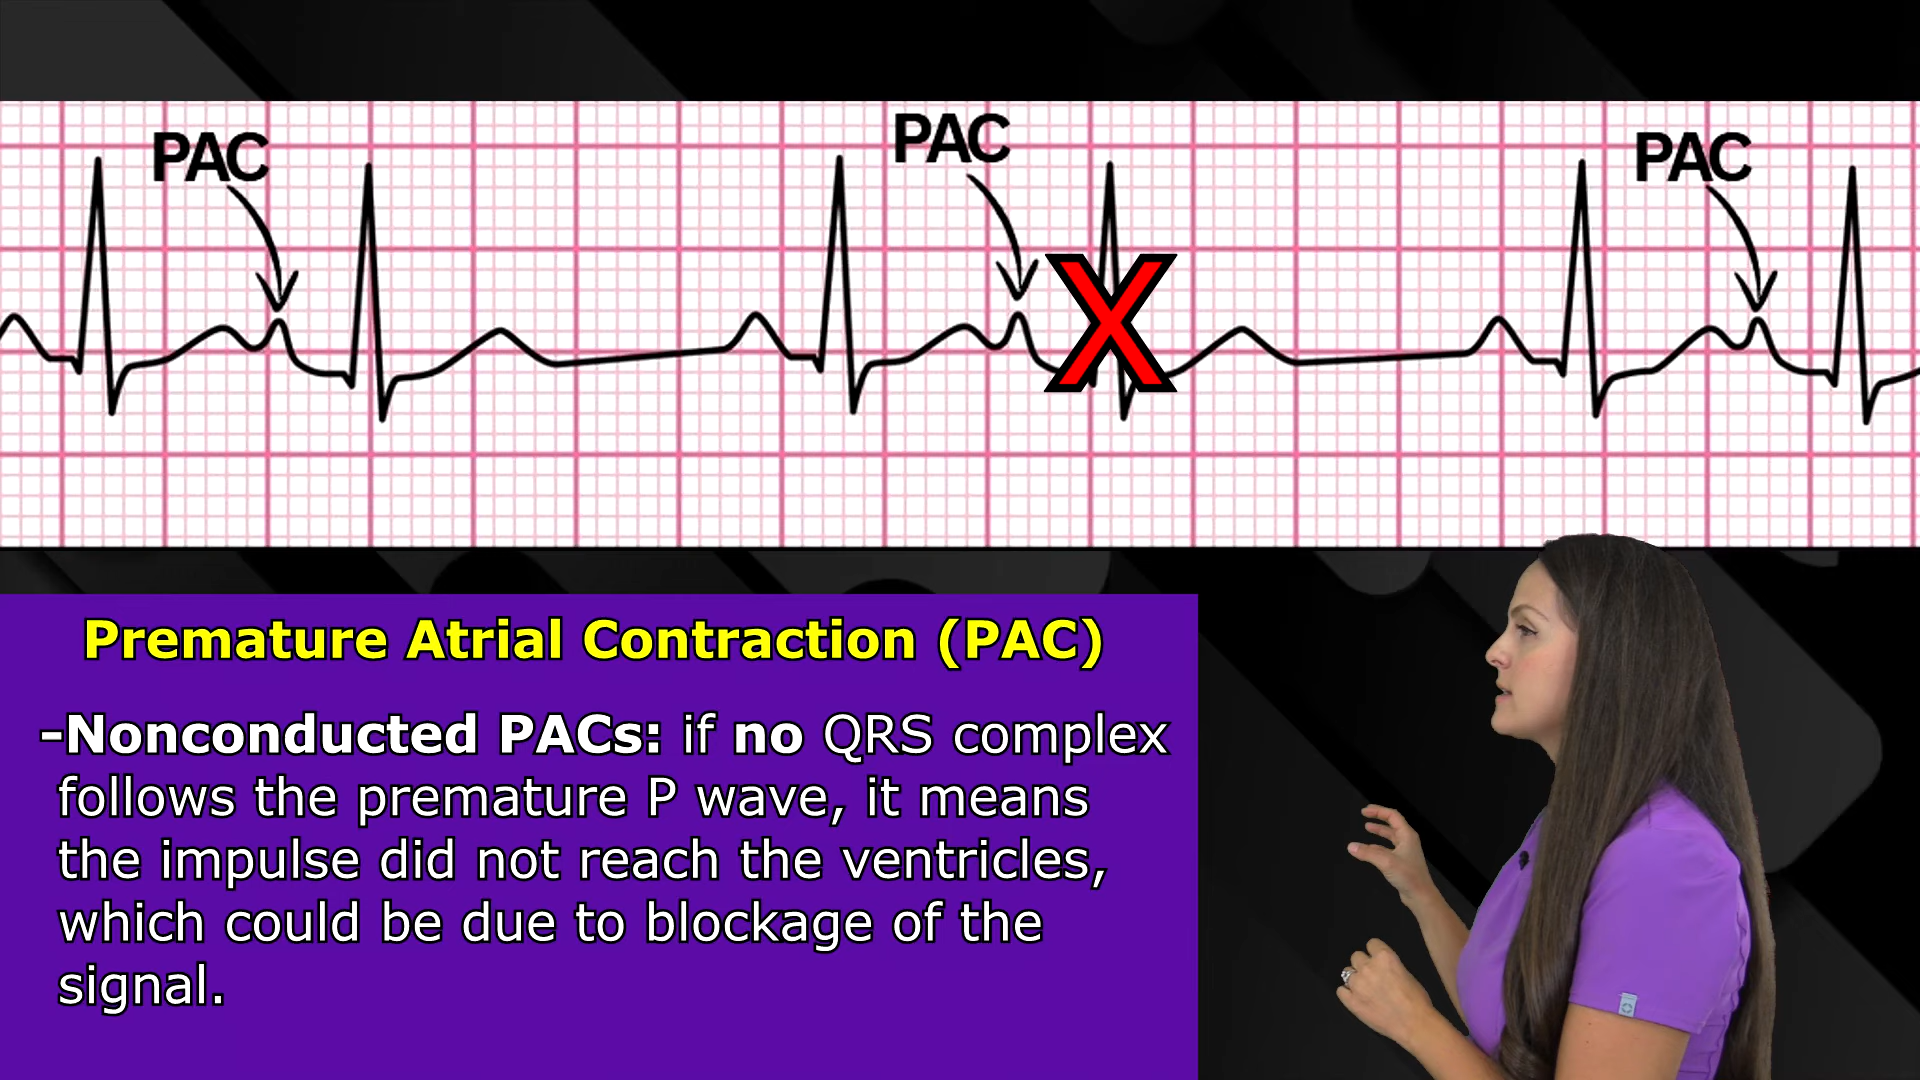 PAC
PAC
PAC
X
Premature Atrial Contraction (PAC)
-Nonconducted PACs: if no QRS complex
follows the premature P wave, it means
the impulse did not reach the ventricles,
which could be due to blockage of the
signal.